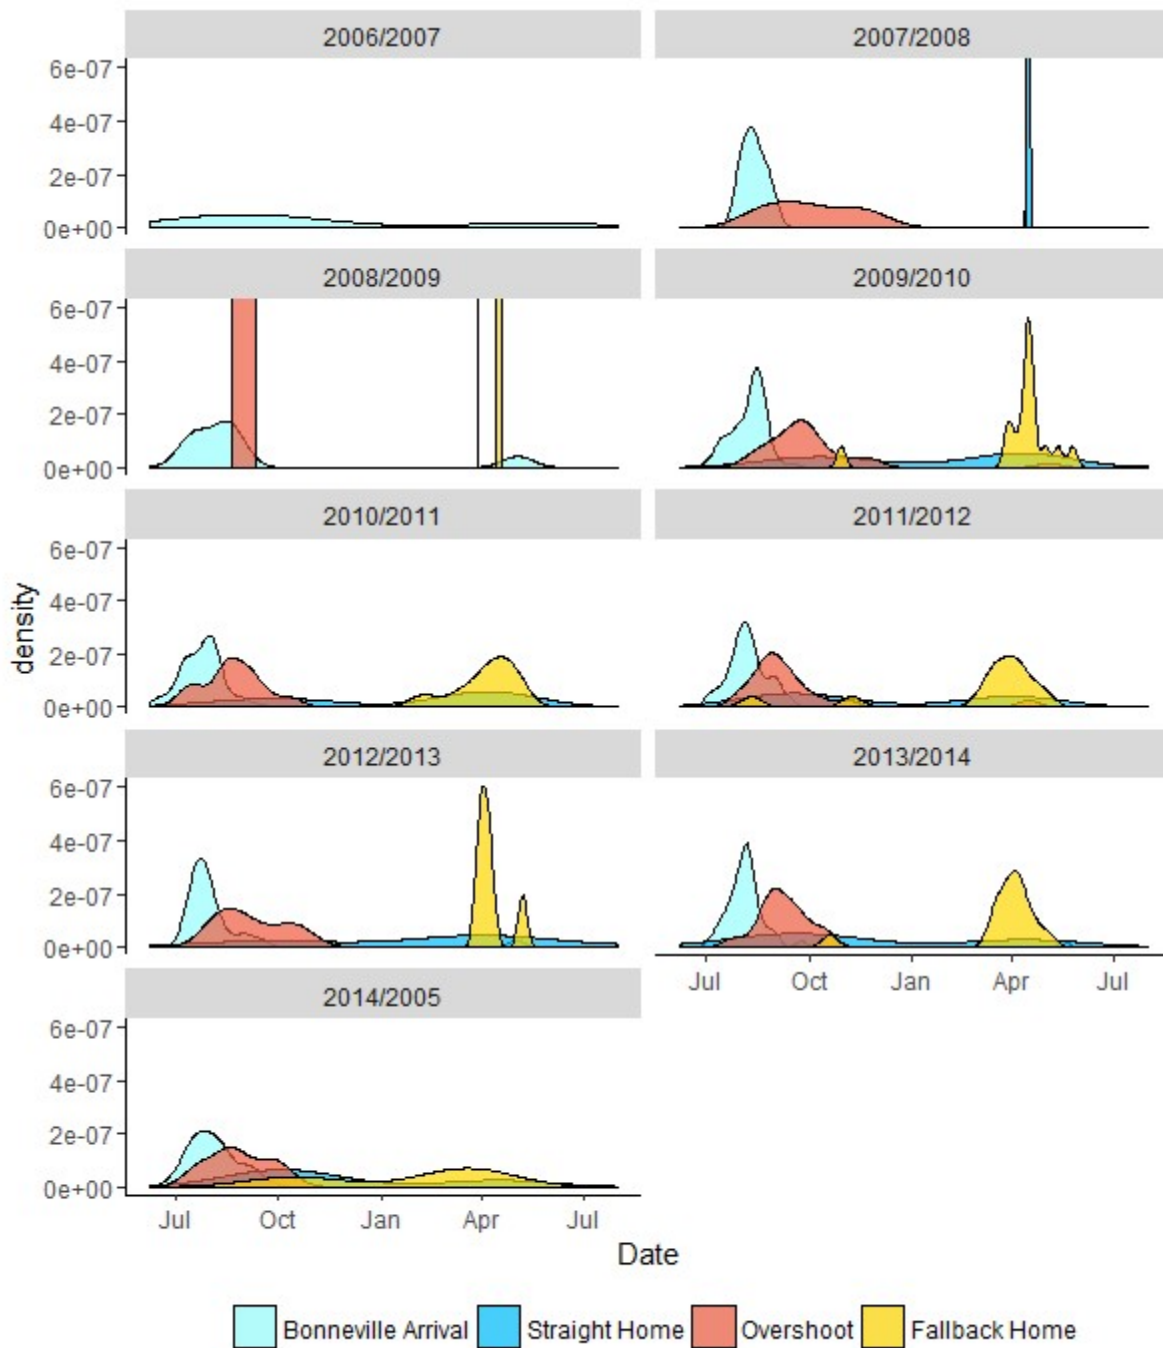 2006/2007 2007/2008
6e-07
4e-07
2e-07
0e+00
2008/2009 2009/2010
6e-07
4e-07
2e-07
0e+00
2010/2011 2011/2012
6e-07
4e-07
2e-07
0e+00
density
2012/2013 2013/2014
6e-07
4e-07
2e-07
0e+00
Jul Oct Jan Apr Jul
2014/2005
6e-07
4e-07
2e-07
0e+00
Jul Oct Jan Apr Jul
Date
Bonneville Arrival Straight Home Overshoot Fallback Home